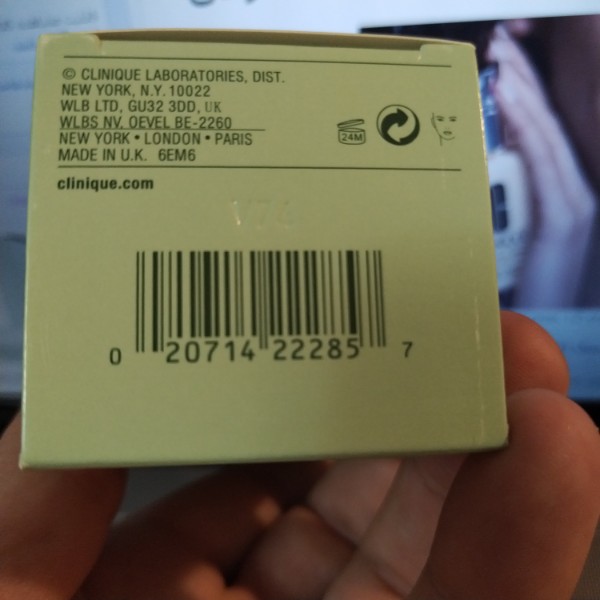 © CLINIQUE LABORATORIES, DIST.
NEW YORK, N.Y. 10022
WLB LTD, GU32 3DD, UK
WLBS NV, OEVEL BE-2260
NEW YORK • LONDON • PARIS
MADE IN U.K. 6EM6
24M
clinique.com
0 20714 22285 7